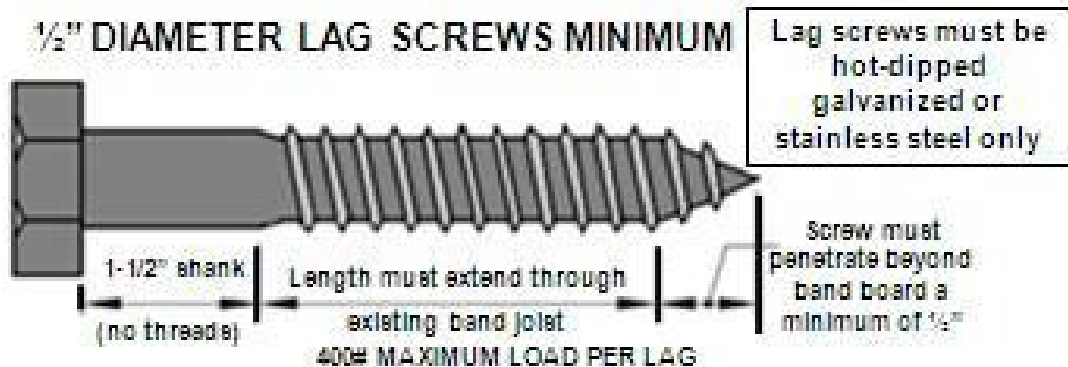 ½" DIAMETER LAG SCREWS MINIMUM
Lag screws must be
hot-dipped
galvanized or
stainless steel only
1-1/2" shank
(no threads)
Length must extend through
existing band joist
400# MAXIMUM LOAD PER LAG
Screw must
penetrate beyond
band board a
minimum of ½"